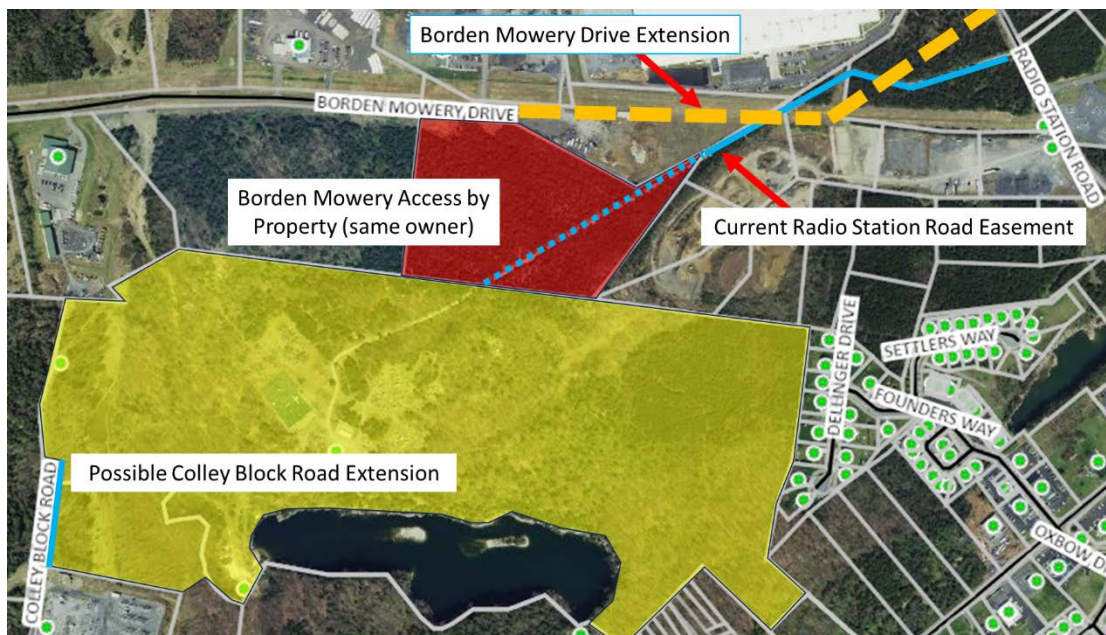 Borden Mowery Drive Extension
RADIO STATION ROAD
BORDEN MOWERY DRIVE
Borden Mowery Access by
Property (same owner)
Current Radio Station Road Easement
SETTLERS WAY
DELLINGER DRIVE
FOUNDERS WAY
Possible Colley Block Road Extension
COLLEY BLOCK ROAD
OXBOW D